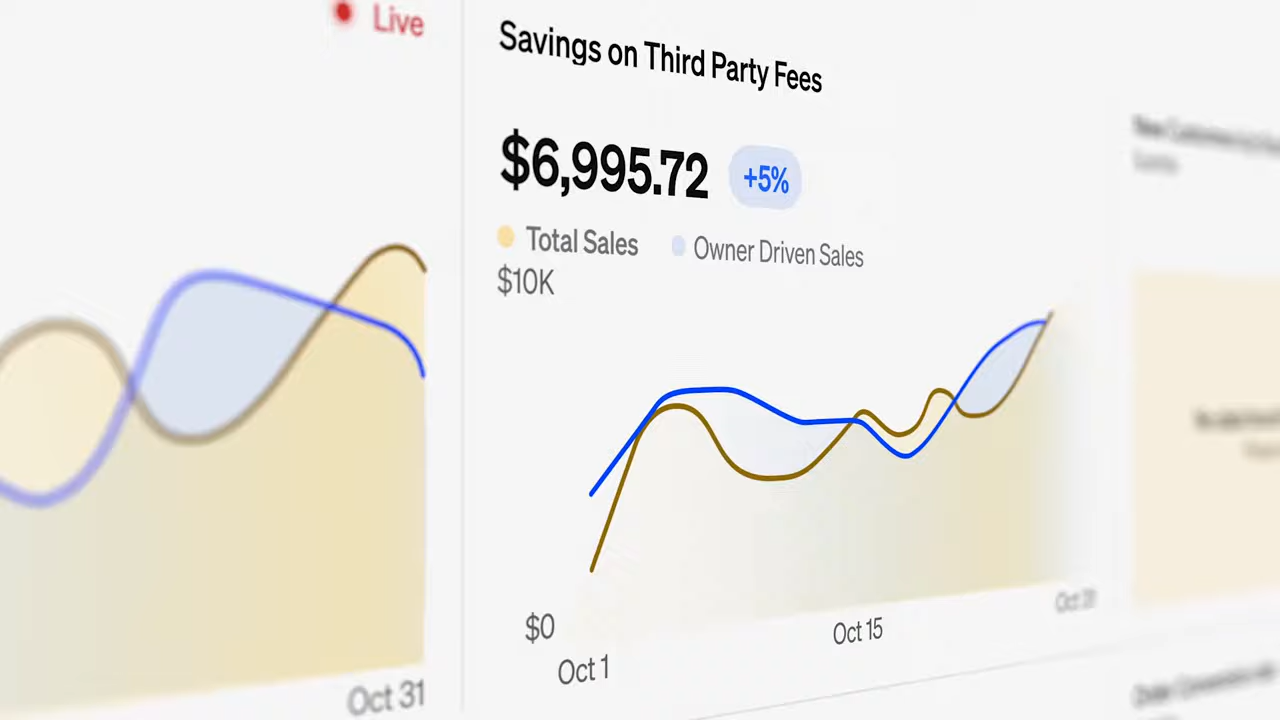 Live
Oct 31
Savings on Third Party Fees
$6,995.72 +5%
Total Sales Owner Driven Sales
$10K
$0
Oct 1 Oct 15